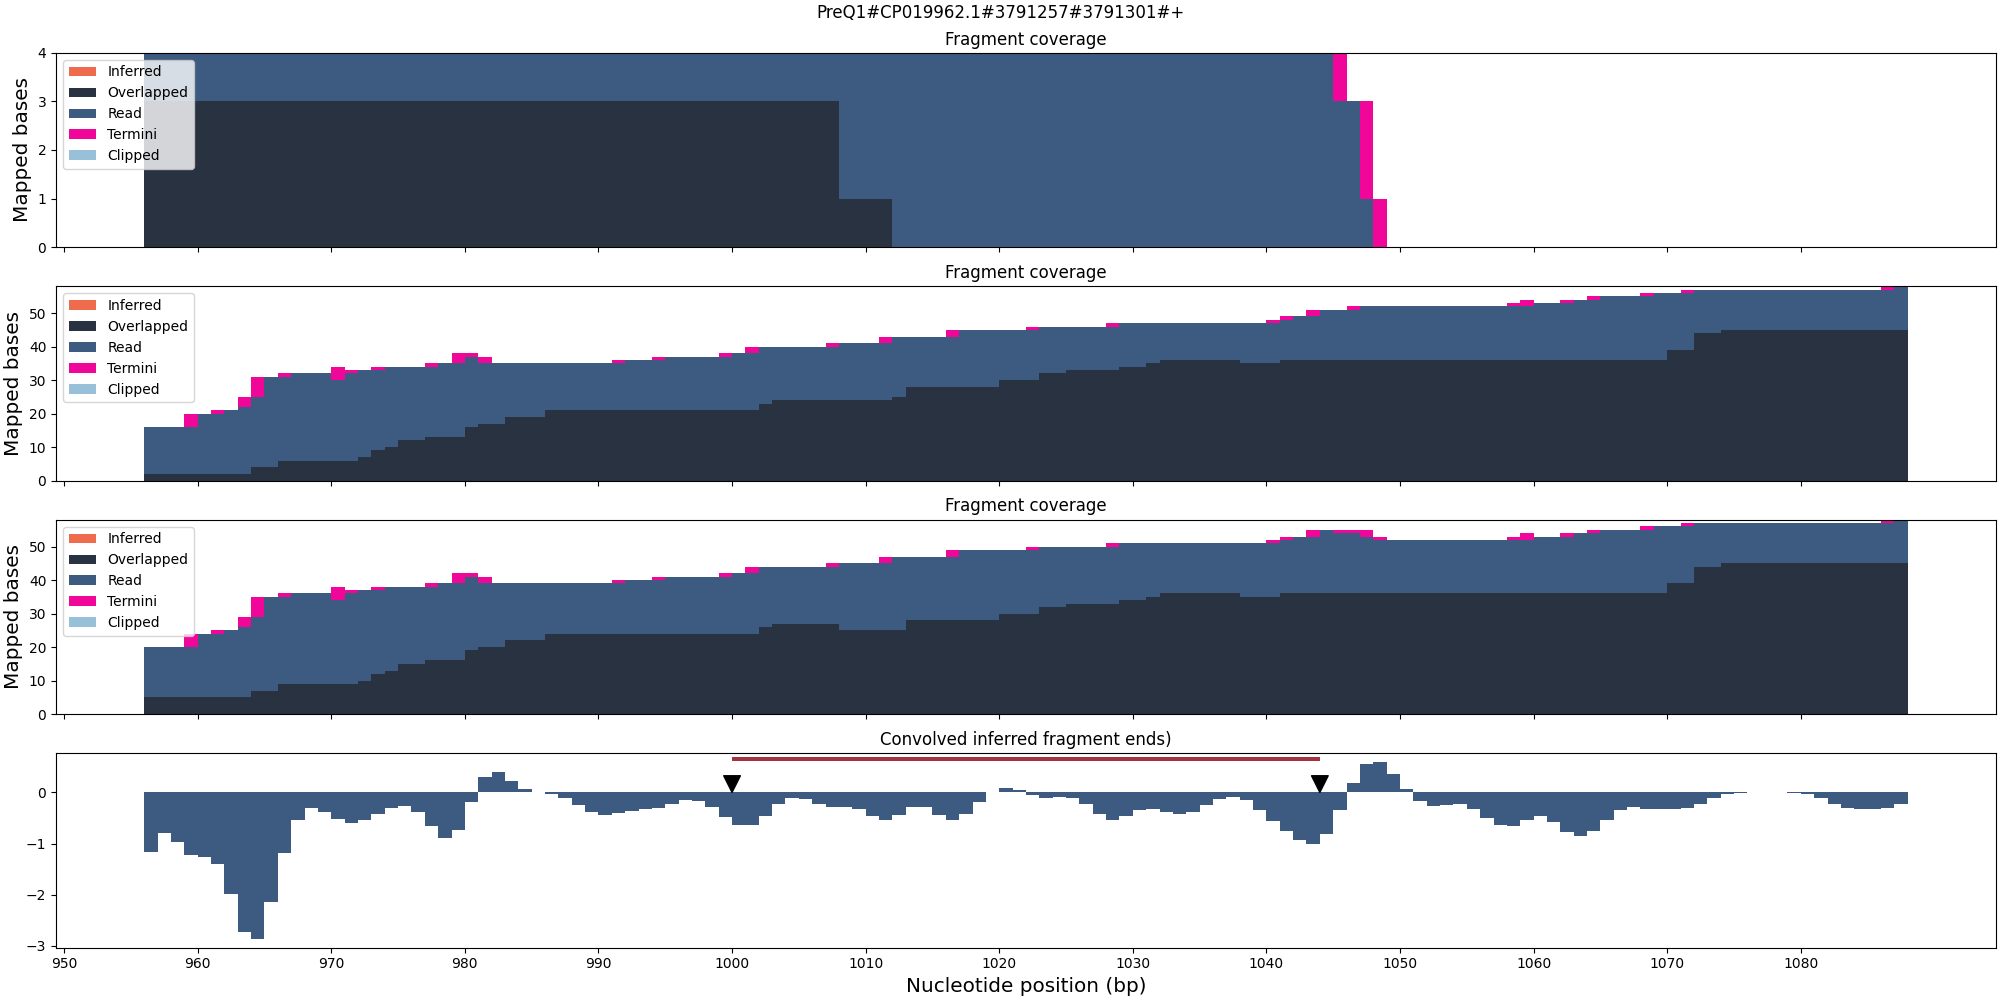 PreQ1#CP019962.1#3791257#3791301#+
Fragment coverage
Mapped bases
4
3
2
1
0
Inferred
Overlapped
Read
Termini
Clipped
Fragment coverage
Mapped bases
50
40
30
20
10
0
Inferred
Overlapped
Read
Termini
Clipped
Fragment coverage
Mapped bases
50
40
30
20
10
0
Inferred
Overlapped
Read
Termini
Clipped
Convolved inferred fragment ends)
0
−1
−2
−3
950 960 970 980 990 1000 1010 1020 1030 1040 1050 1060 1070 1080
Nucleotide position (bp)